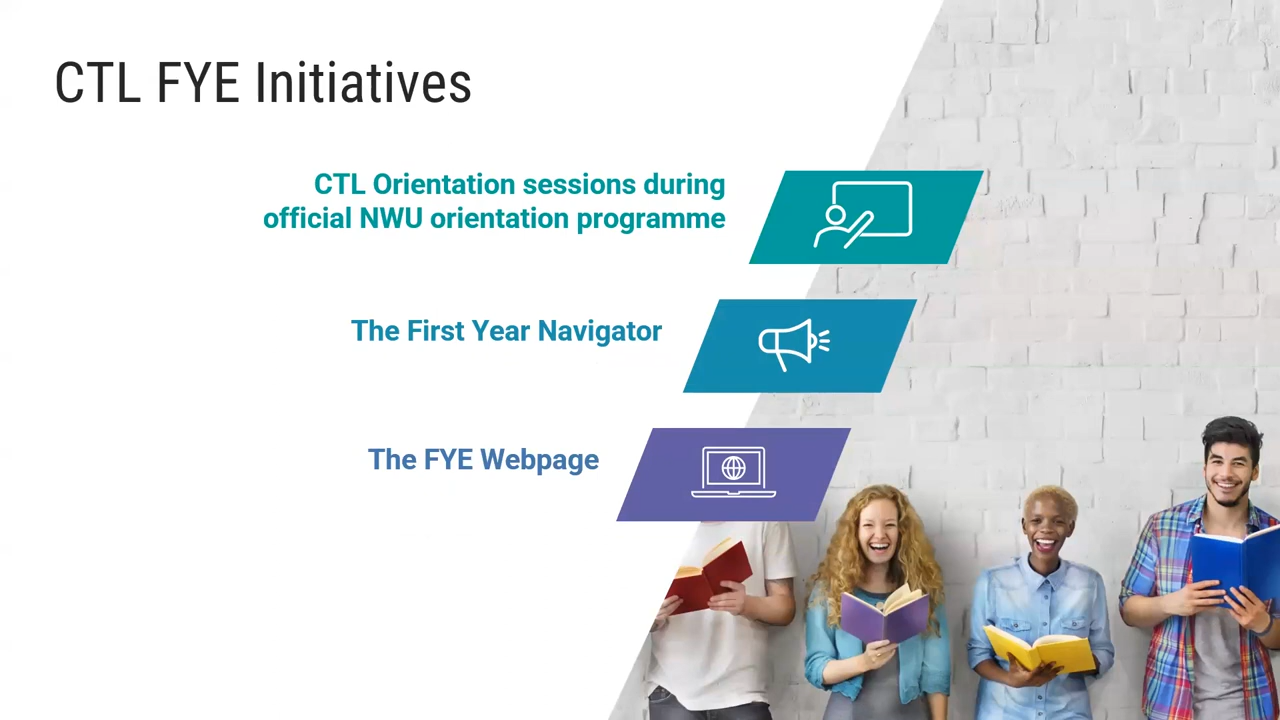 CTL FYE Initiatives
CTL Orientation sessions during
official NWU orientation programme
The First Year Navigator
The FYE Webpage